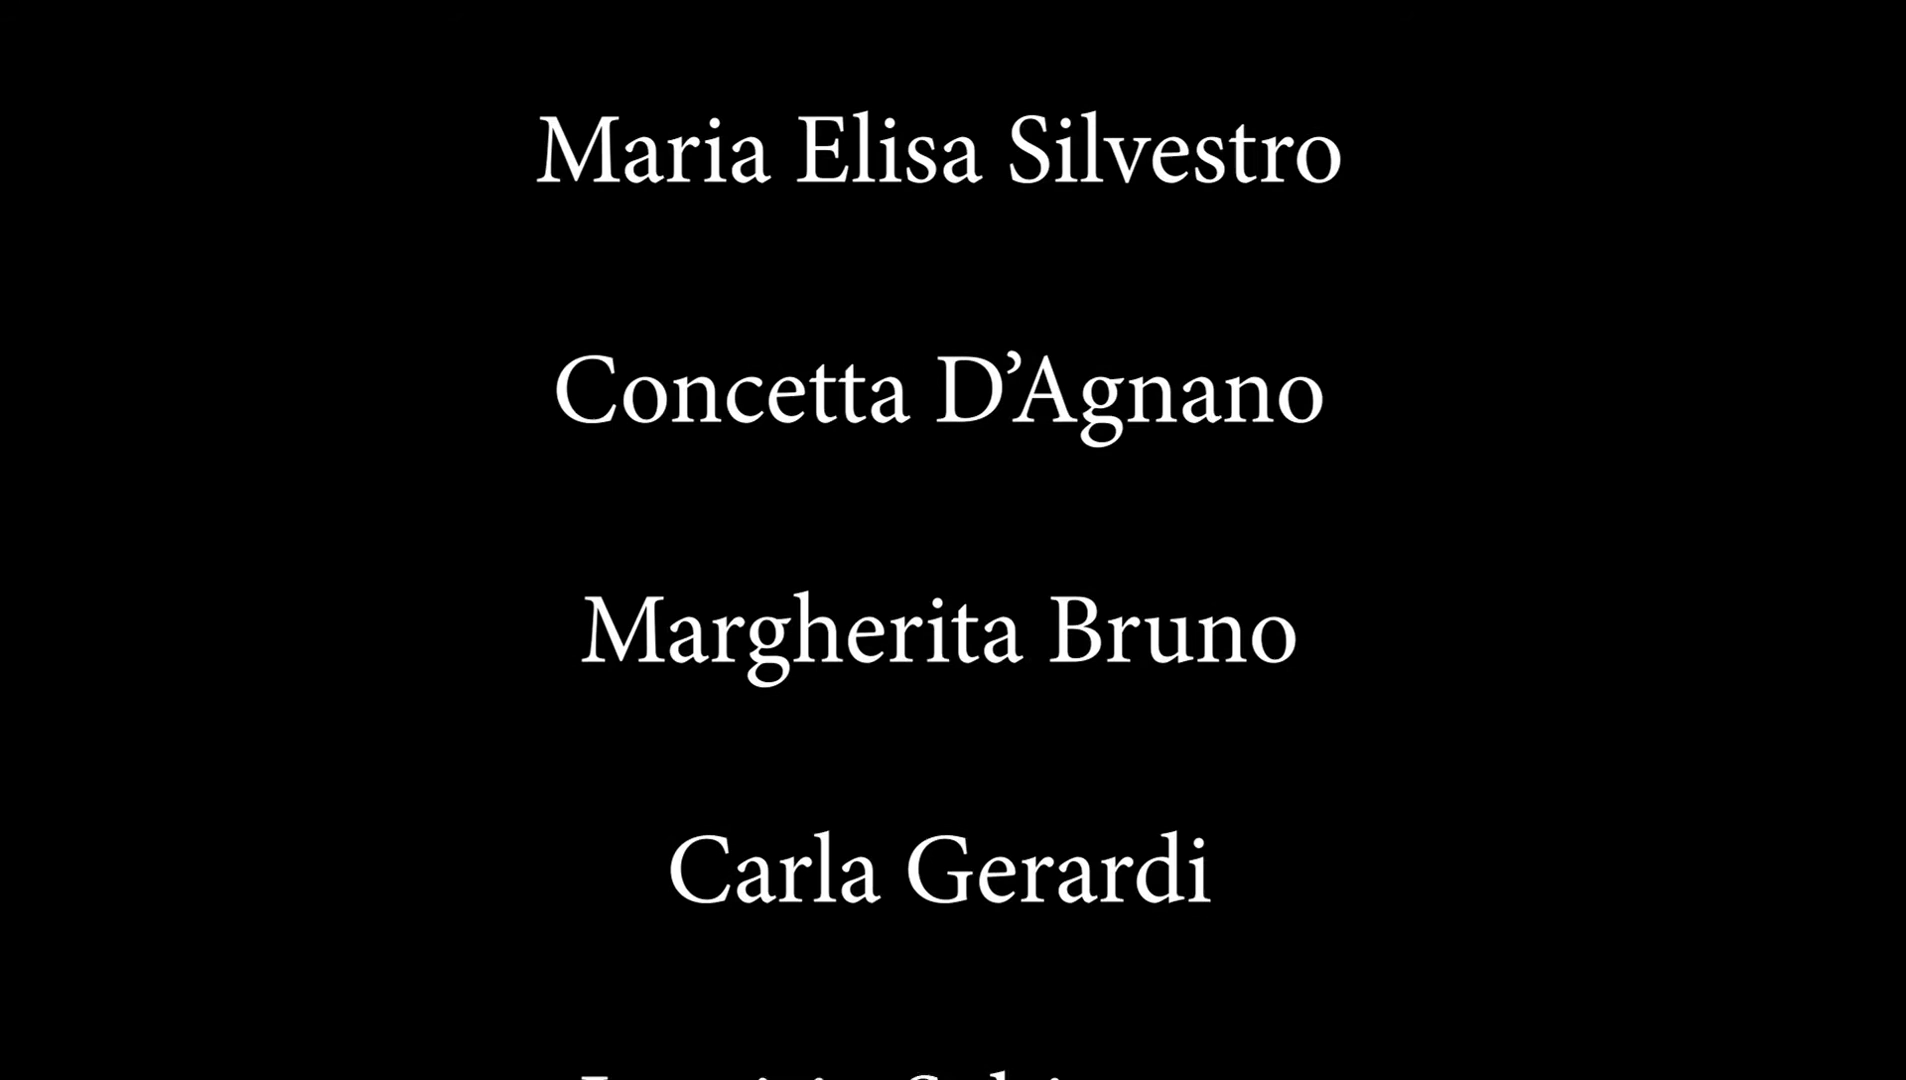 Maria Elisa Silvestro
Concetta D’Agnano
Margherita Bruno
Carla Gerardi